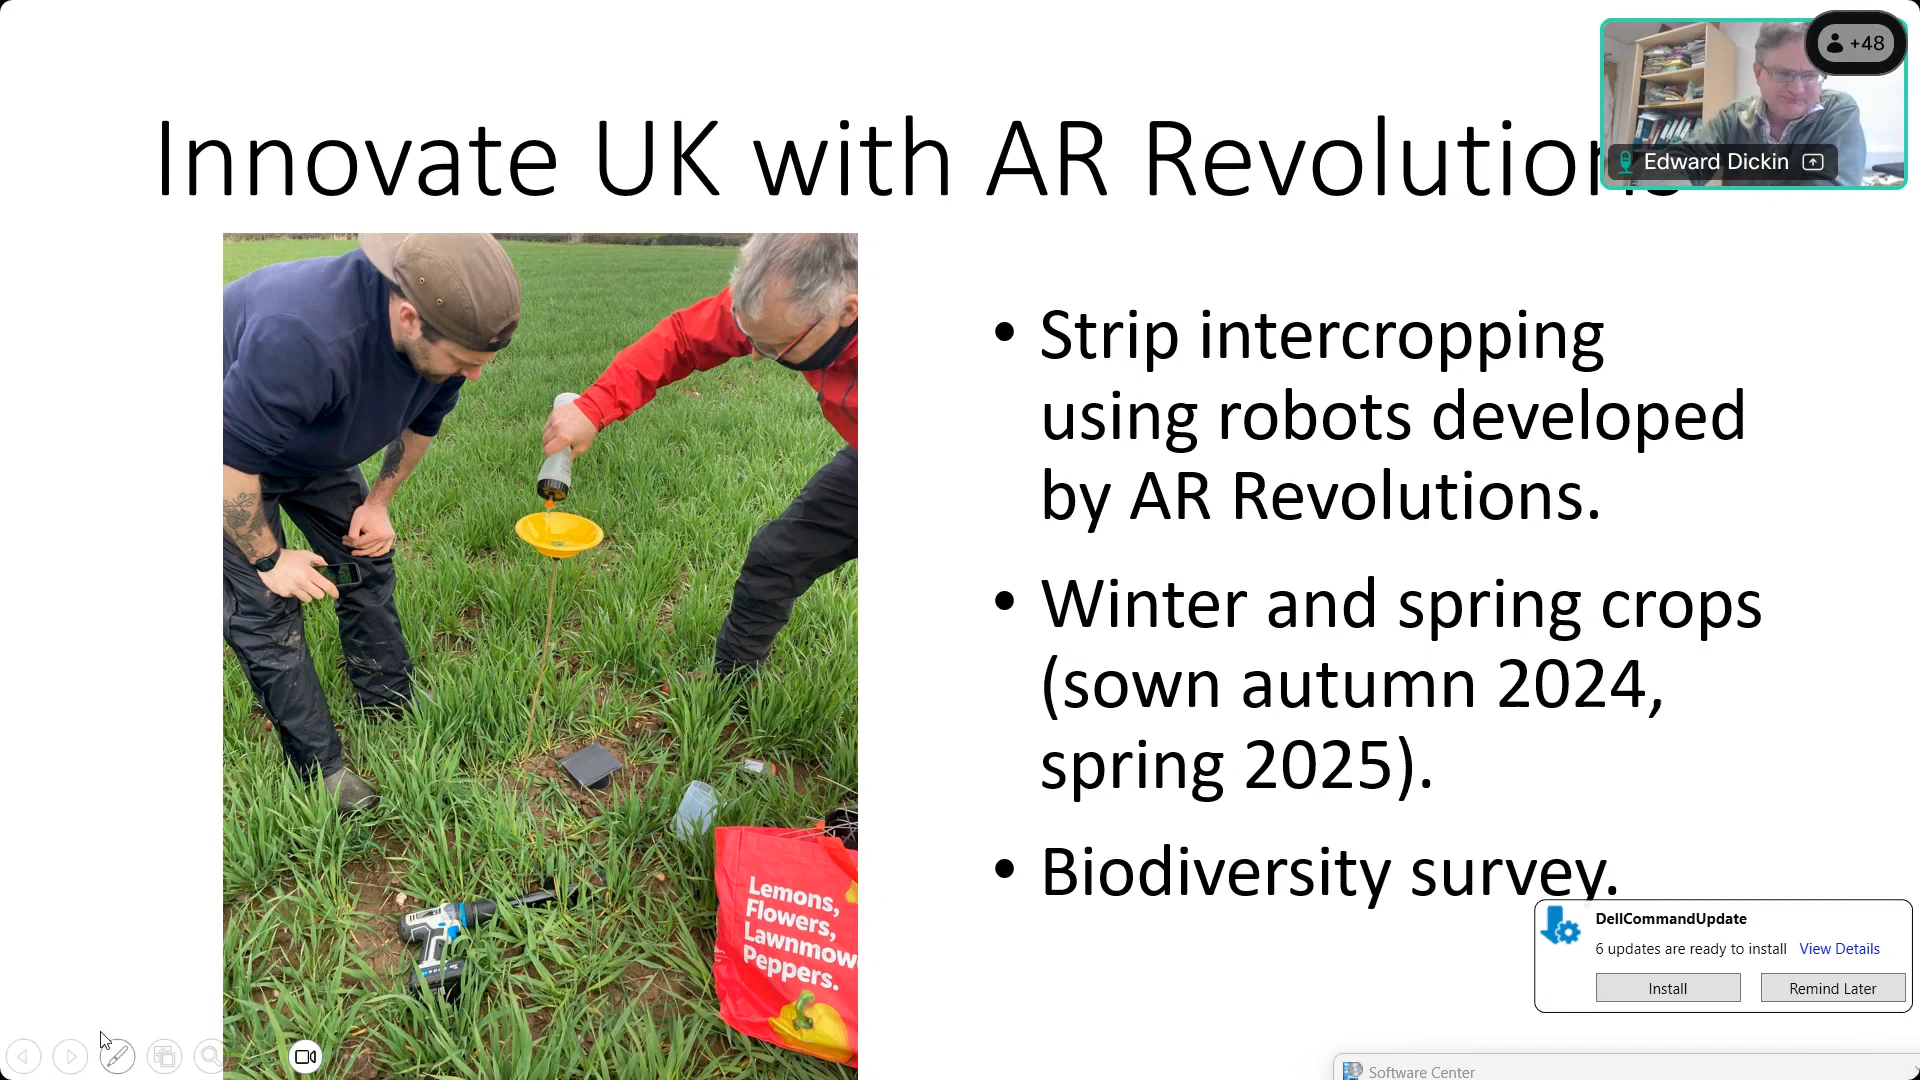 +48
Innovate UK with AR Revolutions
Edward Dickin
• Strip intercropping
using robots developed
by AR Revolutions.
• Winter and spring crops
(sown autumn 2024,
spring 2025).
• Biodiversity survey.
Lemons,
Flowers,
Lawnmow
Peppers.
DellCommandUpdate
6 updates are ready to install View Details
Install Remind Later
Software Center